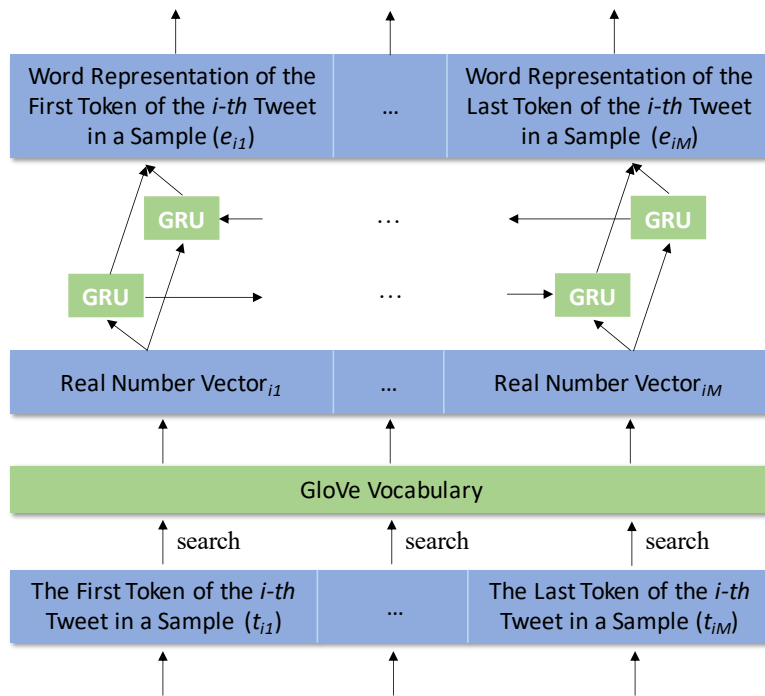 Word Representation of the
First Token of the i-th Tweet
in a Sample (ei1)
...
Word Representation of the
Last Token of the i-th Tweet
in a Sample (eiM)
GRU
...
GRU
GRU
...
GRU
Real Number Vectori1
...
Real Number VectoriM
GloVe Vocabulary
search
search
search
The First Token of the i-th
Tweet in a Sample (ti1)
...
The Last Token of the i-th
Tweet in a Sample (tiM)